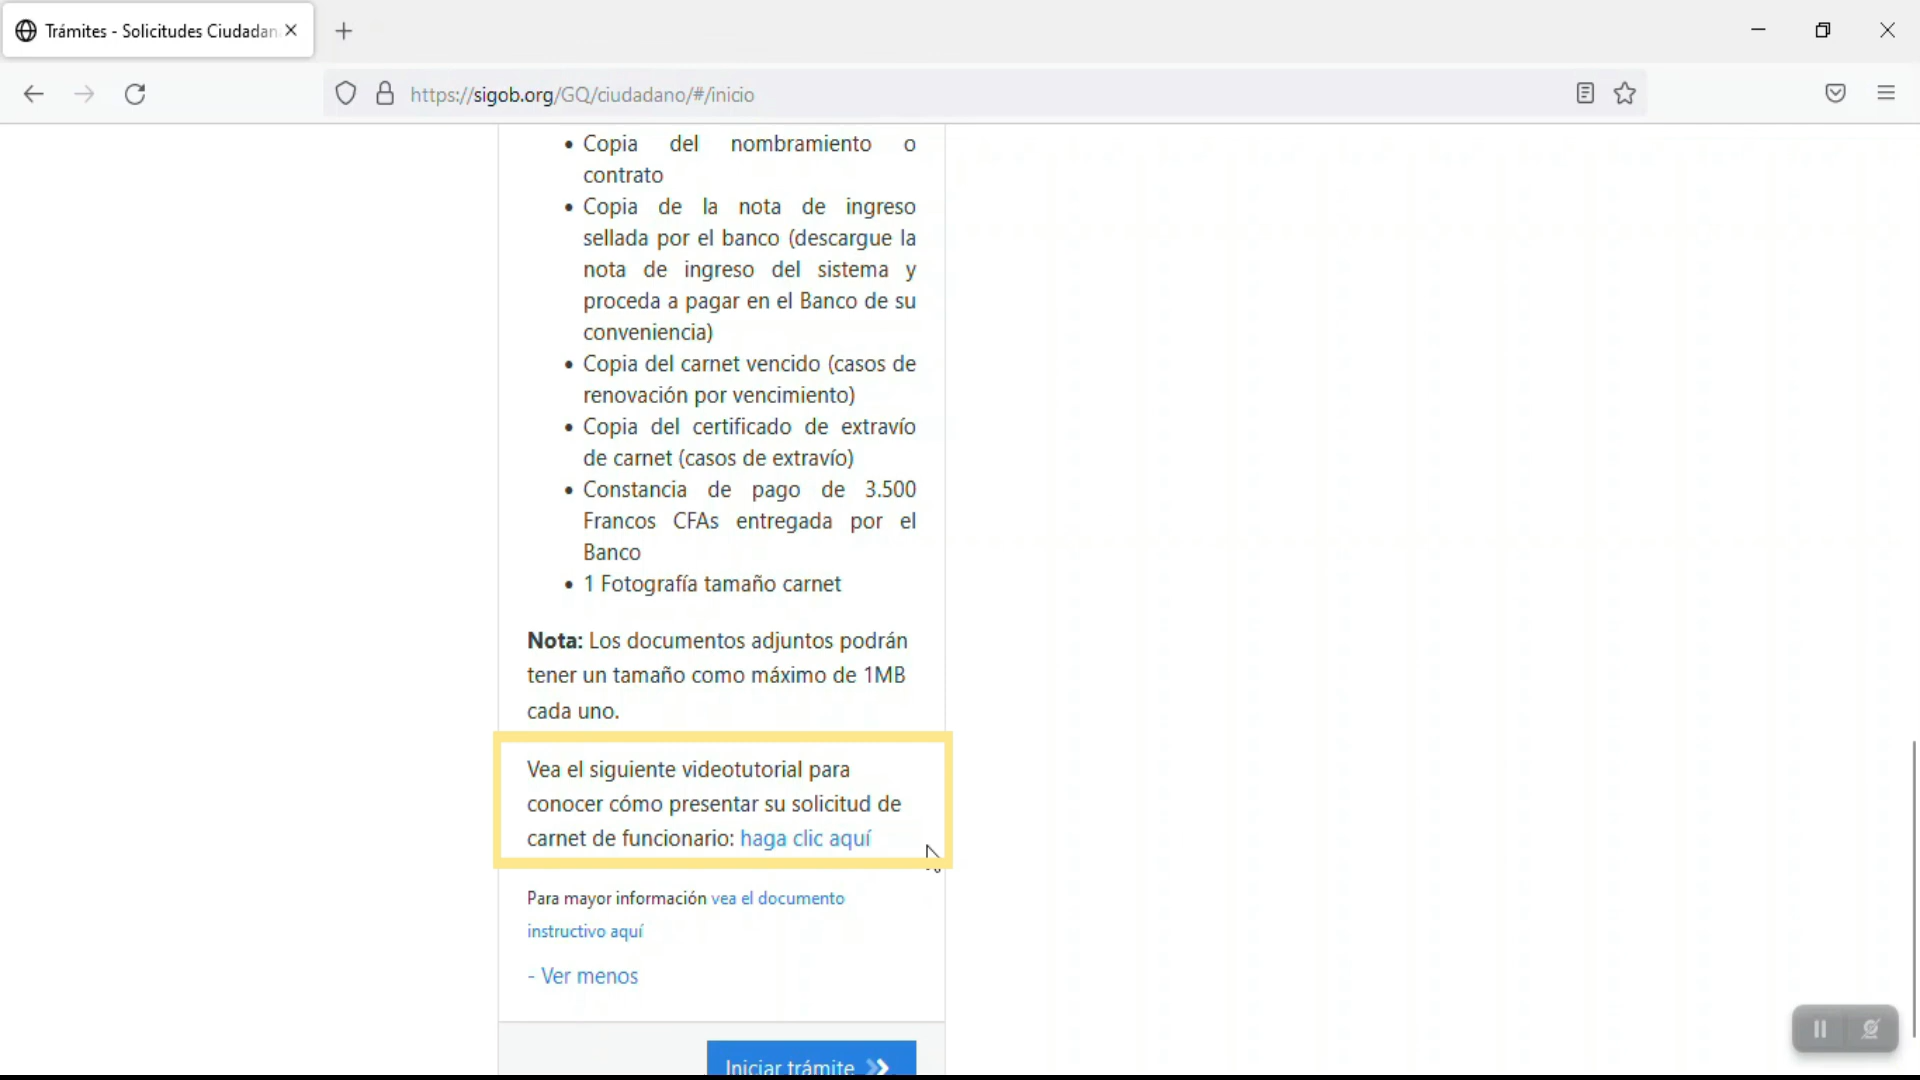 Trámites - Solicitudes Ciudadan
https://sigob.org/GQ/ciudadano/#/inicio
• Copia del nombramiento o
contrato
• Copia de la nota de ingreso
sellada por el banco (descargue la
nota de ingreso del sistema y
proceda a pagar en el Banco de su
conveniencia)
• Copia del carnet vencido (casos de
renovación por vencimiento)
• Copia del certificado de extravío
de carnet (casos de extravío)
• Constancia de pago de 3.500
Francos CFAs entregada por el
Banco
• 1 Fotografía tamaño carnet
Nota: Los documentos adjuntos podrán
tener un tamaño como máximo de 1MB
cada uno.
Vea el siguiente videotutorial para
conocer cómo presentar su solicitud de
carnet de funcionario: haga clic aquí
Para mayor información vea el documento
instructivo aquí
- Ver menos
Iniciar trámite